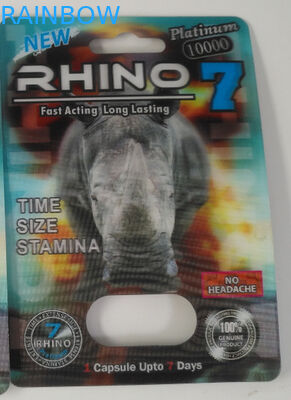 RAINBOW
NEW
Platinum
10000
RHINO 7
Fast Acting Long Lasting
TIME
SIZE
STAMINA
NO
HEADACHE
7
RHINO
100%
GENUINE
PRODUCT
1 Capsule Upto 7 Days